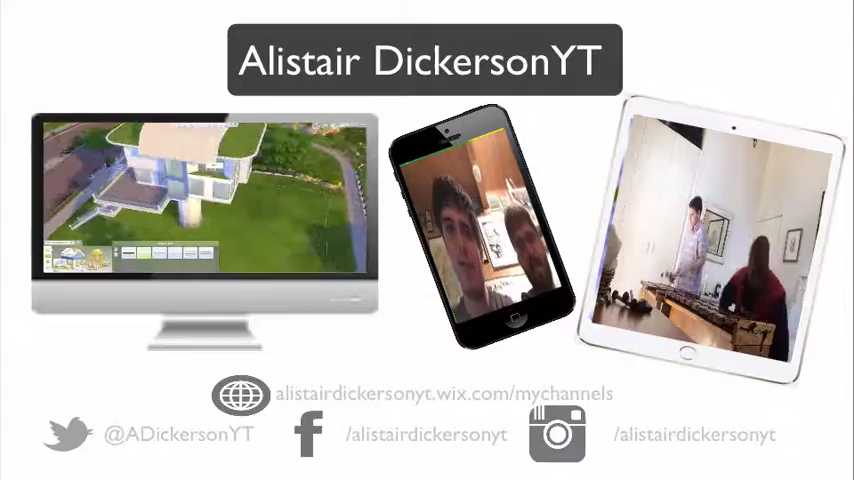 Alistair DickersonYT
alistairdickersonyt.wix.com/mychannels
@ADickersonYT
/alistairdickersonyt
/alistairdickersonyt